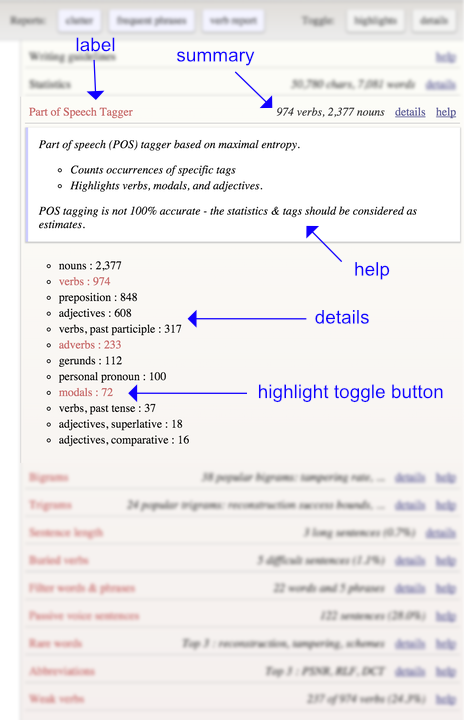 Reports: clutter frequent phrases verb report Toggle: highlights details
Writing guidelines help
label
summary
Statistics 30,780 chars, 7,081 words details
Part of Speech Tagger 974 verbs, 2,377 nouns details help
Part of speech (POS) tagger based on maximal entropy.
Counts occurrences of specific tags
Highlights verbs, modals, and adjectives.
POS tagging is not 100% accurate - the statistics & tags should be considered as
estimates.
help
nouns : 2,377
verbs : 974
preposition : 848
adjectives : 608
verbs, past participle : 317
details
adverbs : 233
gerunds : 112
personal pronoun : 100
modals : 72
highlight toggle button
verbs, past tense : 37
adjectives, superlative : 18
adjectives, comparative : 16
Bigrams 38 popular bigrams: tampering rate, ... details help
Trigrams 24 popular trigrams: reconstruction success bounds, ... details help
Sentence length 3 long sentences (0.7%) details
Buried verbs 5 difficult sentences (1.1%) details help
Filler words & phrases 22 words and 5 phrases details help
Passive voice sentences 122 sentences (28.0%) details help
Rare words Top 3 : reconstruction, tampering, schemes details help
Abbreviations Top 3 : PSNR, RLF, DCT details help
Weak verbs 237 of 974 verbs (24.3%) details help